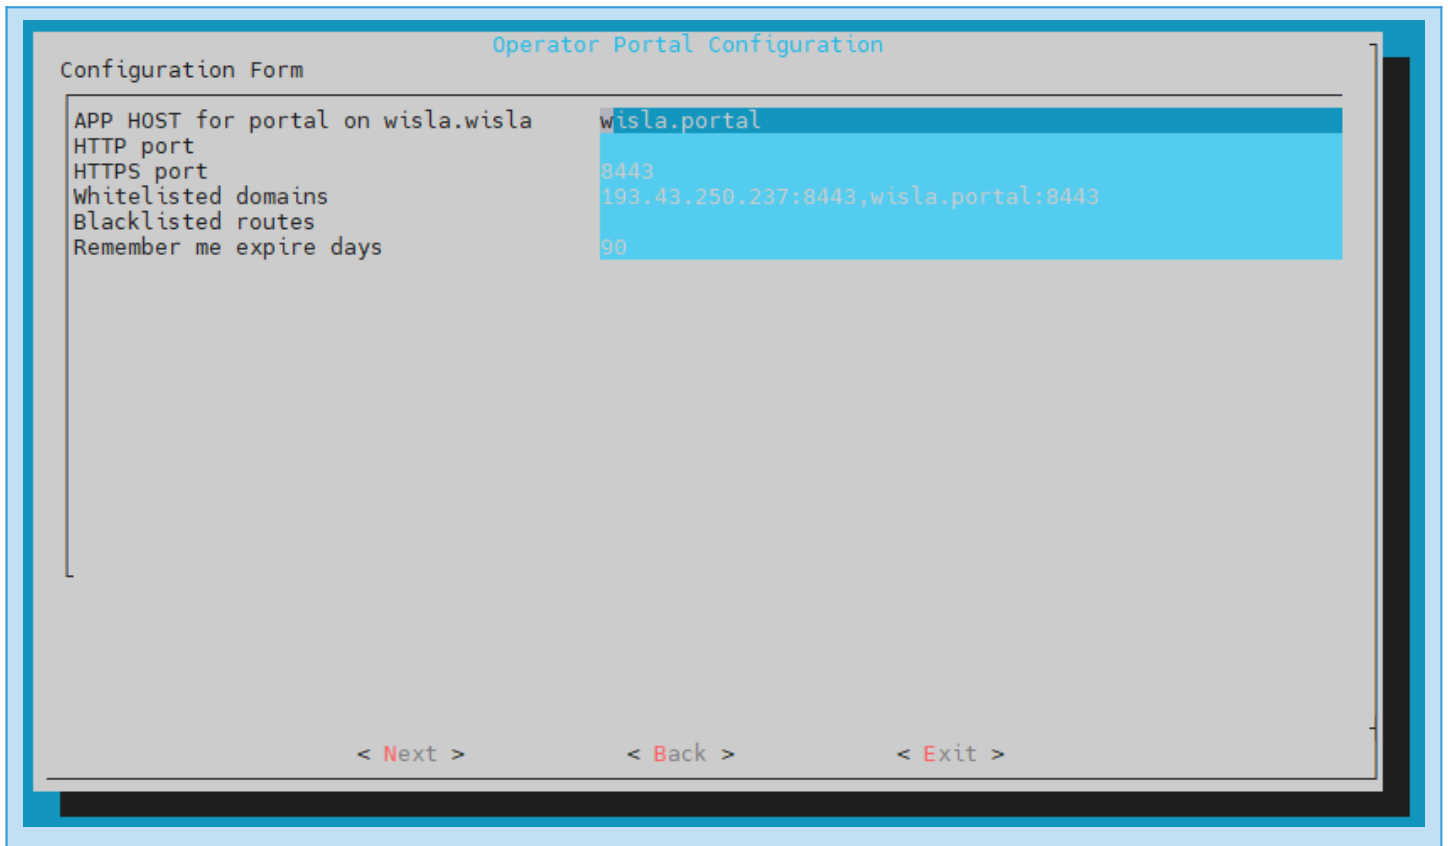 Operator Portal Configuration
Configuration Form
APP HOST for portal on wisla.wisla wisla.portal
HTTP port
HTTPS port 8443
Whitelisted domains 193.43.250.237:8443,wisla.portal:8443
Blacklisted routes
Remember me expire days 90
< Next > < Back > < Exit >